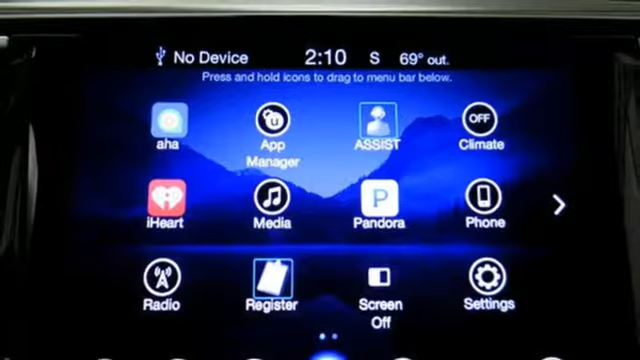 No Device 2:10 S 69° out.
Press and hold icons to drag to menu bar below.
aha
App
Manager
ASSIST
OFF
Climate
iHeart
Media
P
Pandora
Phone
Radio
Register
Screen
Off
Settings